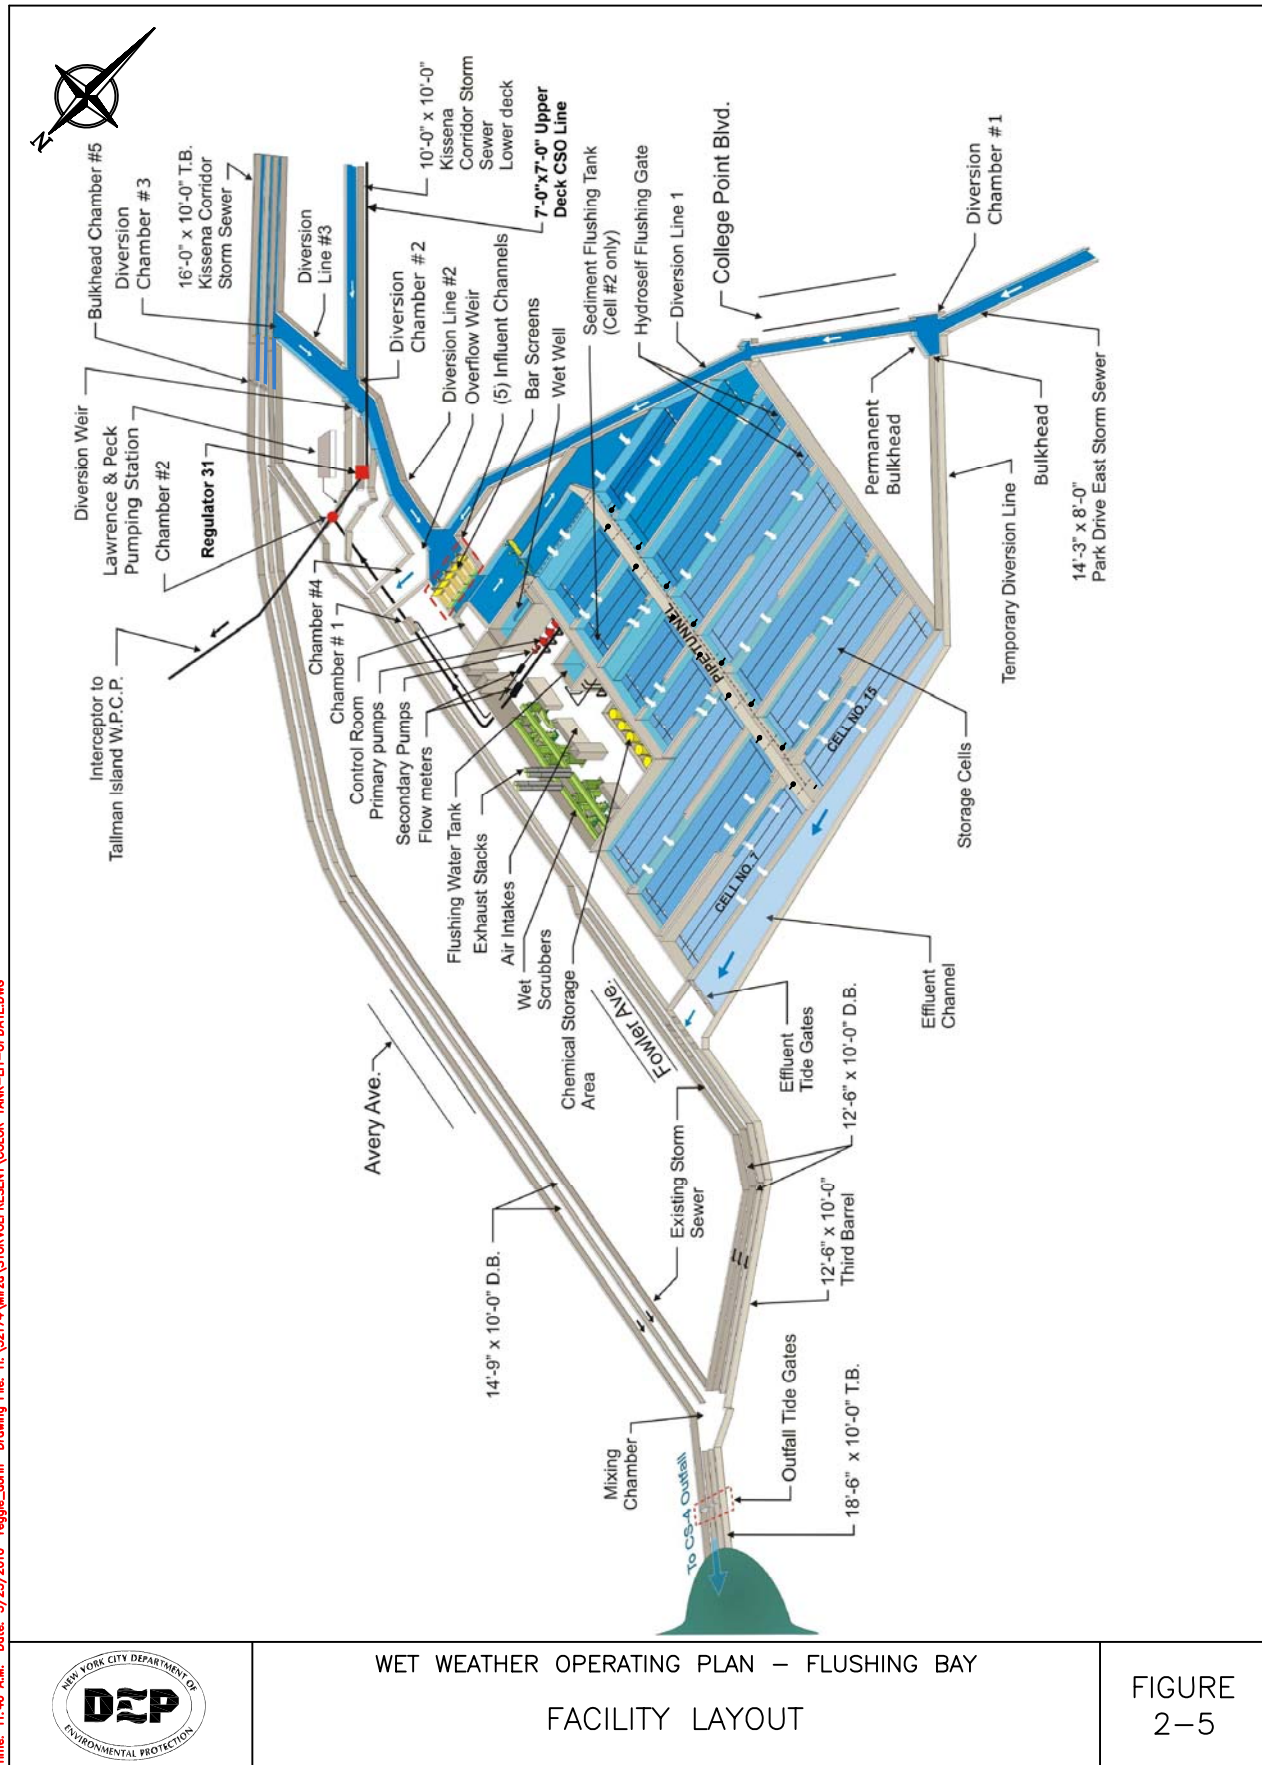 N
Bulkhead Chamber #5
Diversion
Chamber # 3
16'-0" x 10'-0" T.B.
Kissena Corridor
Storm Sewer
Diversion
Line #3
10'-0" x 10'-0"
Kissena
Corridor Storm
Sewer
Lower deck
7'-0"x7'-0" Upper
Deck CSO Line
Diversion Weir
Lawrence & Peck
Pumping Station
Chamber #2
Regulator 31
Diversion
Chamber # 2
Diversion Line #2
Overflow Weir
(5) Influent Channels
Bar Screens
Wet Well
Sediment Flushing Tank
(Cell #2 only)
Hydroself Flushing Gate
Diversion Line 1
College Point Blvd.
Diversion
Chamber #1
Interceptor to
Tallman Island W.P.C.P.
Chamber #4
Chamber # 1
Control Room
Primary pumps
Secondary Pumps
Flow meters
Flushing Water Tank
Exhaust Stacks
Air Intakes
Wet
Scrubbers
Chemical Storage
Area
PIPE TUNNEL
CELL NO. 15
CELL NO. 7
Permanent
Bulkhead
Bulkhead
Temporary Diversion Line
14'-3" x 8'-0"
Park Drive East Storm Sewer
Storage Cells
Effluent
Channel
Effluent
Tide Gates
Fowler Ave.
Avery Ave.
12'-6" x 10'-0" D.B.
12'-6" x 10'-0"
Third Barrel
Existing Storm
Sewer
14'-9" x 10'-0" D.B.
Mixing
Chamber
Outfall Tide Gates
18'-6" x 10'-0" T.B.
To CS-4 Outfall
NEW YORK CITY DEPARTMENT OF
DEP
ENVIRONMENTAL PROTECTION
WET WEATHER OPERATING PLAN – FLUSHING BAY
FACILITY LAYOUT
FIGURE
2–5